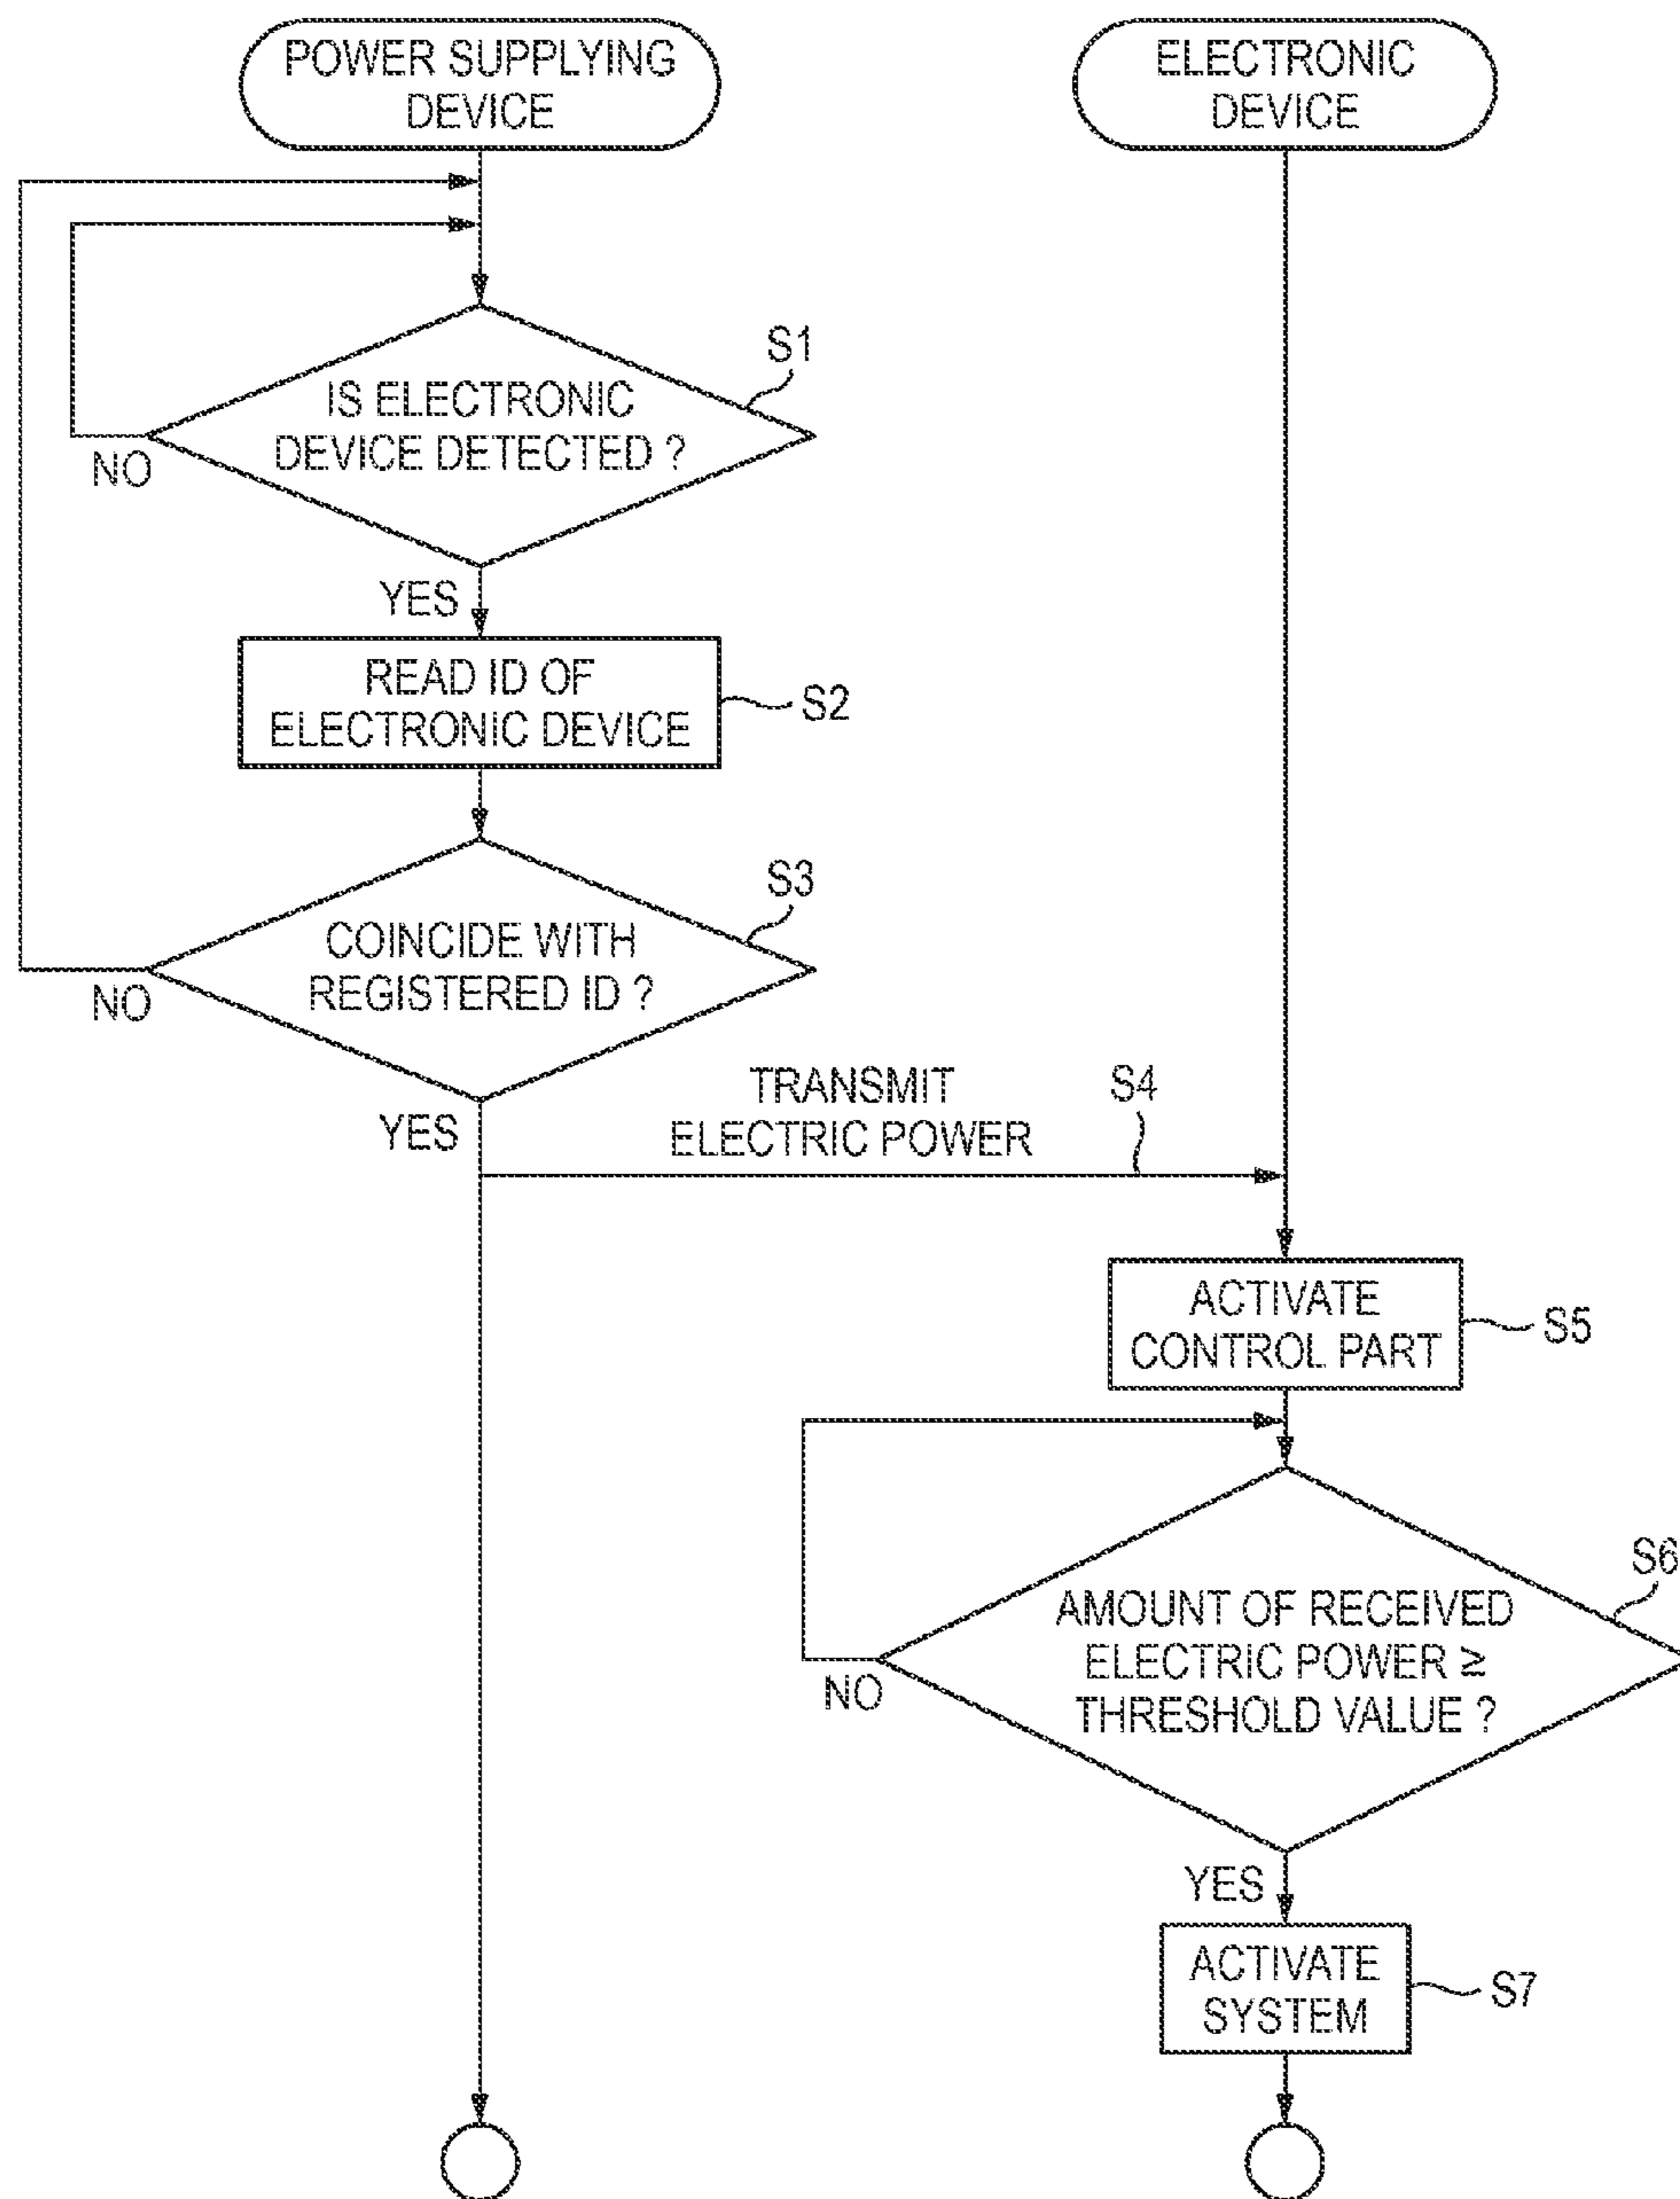 POWER SUPPLYING
DEVICE
ELECTRONIC
DEVICE
S1
IS ELECTRONIC
DEVICE DETECTED ?
NO
YES
READ ID OF
ELECTRONIC DEVICE
S2
S3
COINCIDE WITH
REGISTERED ID ?
NO
YES
TRANSMIT
ELECTRIC POWER
S4
ACTIVATE
CONTROL PART
S5
S6
AMOUNT OF RECEIVED
ELECTRIC POWER ≥
THRESHOLD VALUE ?
NO
YES
ACTIVATE
SYSTEM
S7